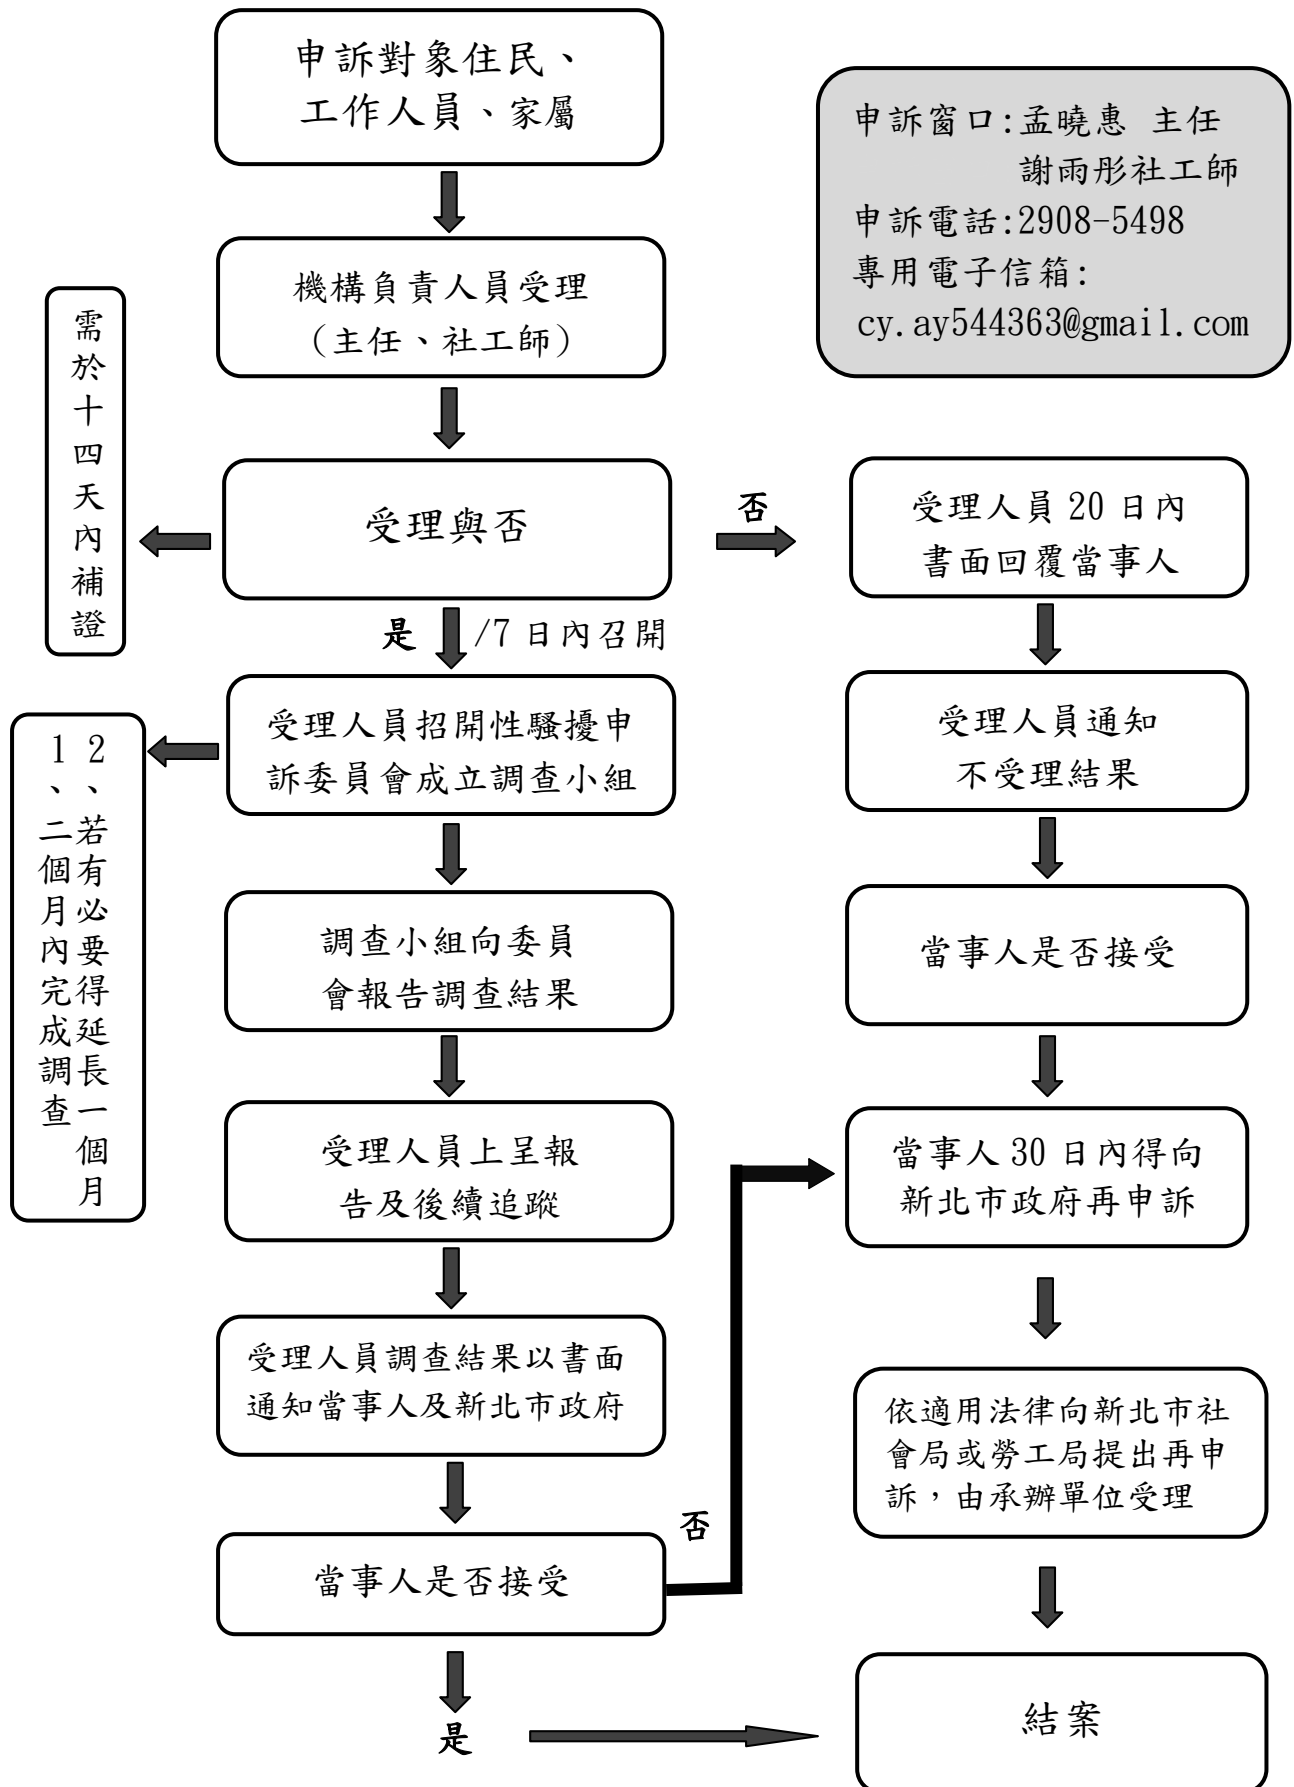 申訴對象住民、
工作人員、家屬
申訴窗口:孟曉惠 主任
謝雨彤社工師
申訴電話:2908-5498
專用電子信箱:
cy.ay544363@gmail.com
機構負責人員受理
(主任、社工師)
需於十四天內補證
受理與否
否
受理人員 20 日內
書面回覆當事人
是
/7 日內召開
受理人員招開性騷擾申
訴委員會成立調查小組
1、二個月內完成調查
2、若有必要得延長一個月
受理人員通知
不受理結果
調查小組向委員
會報告調查結果
當事人是否接受
受理人員上呈報
告及後續追蹤
當事人 30 日內得向
新北市政府再申訴
受理人員調查結果以書面
通知當事人及新北市政府
依適用法律向新北市社
會局或勞工局提出再申
訴，由承辦單位受理
否
當事人是否接受
是
結案